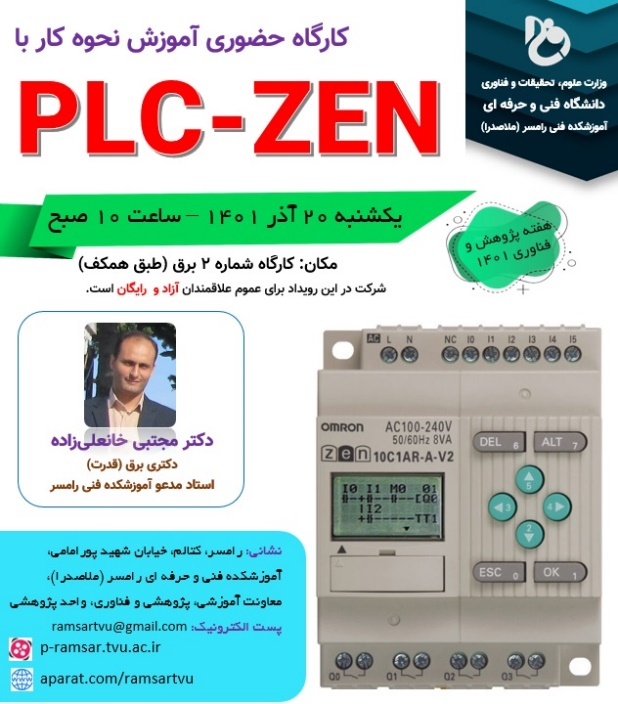 وزارت علوم، تحقیقات و فناوری
دانشگاه فنی و حرفه ای
آموزشکده فنی رامسر (ملاصدرا)
کارگاه حضوری آموزش نحوه کار با
PLC-ZEN
یکشنبه ۲۰ آذر ۱۴۰۱ – ساعت ۱۰ صبح
هفته پژوهش و
فناوری ۱۴۰۱
مکان: کارگاه شماره ۲ برق (طبق همکف)
شرکت در این رویداد برای عموم علاقمندان آزاد و رایگان است.
دکتر مجتبی خانعلی‌زاده
دکتری برق (قدرت)
استاد مدعو آموزشکده فنی رامسر
AC L N NC I0 I1 I2 I3 I4 I5
OMRON AC100-240V
50/60Hz 8VA
zen 10C1AR-A-V2
DEL 6 ALT 7
5
3 4
2
ESC 0 OK 1
I0 I1 M0 01
I2
TT1
Q0 Q1 Q2 Q3
نشانی: رامسر، کتالم، خیابان شهید پور امامی،
آموزشکده فنی و حرفه ای رامسر (ملاصدرا)،
معاونت آموزشی، پژوهشی و فناوری، واحد پژوهشی
پست الکترونیک: ramsartvu@gmail.com
p-ramsar.tvu.ac.ir
aparat.com/ramsartvu